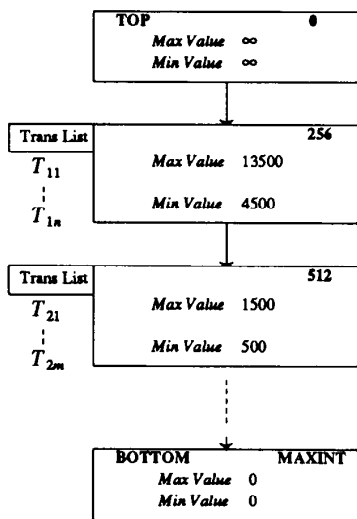 TOP 0
Max Value ∞
Min Value ∞
Trans List 256
T11 Max Value 13500
T1n Min Value 4500
Trans List 512
T21 Max Value 1500
T2m Min Value 500
BOTTOM MAXINT
Max Value 0
Min Value 0